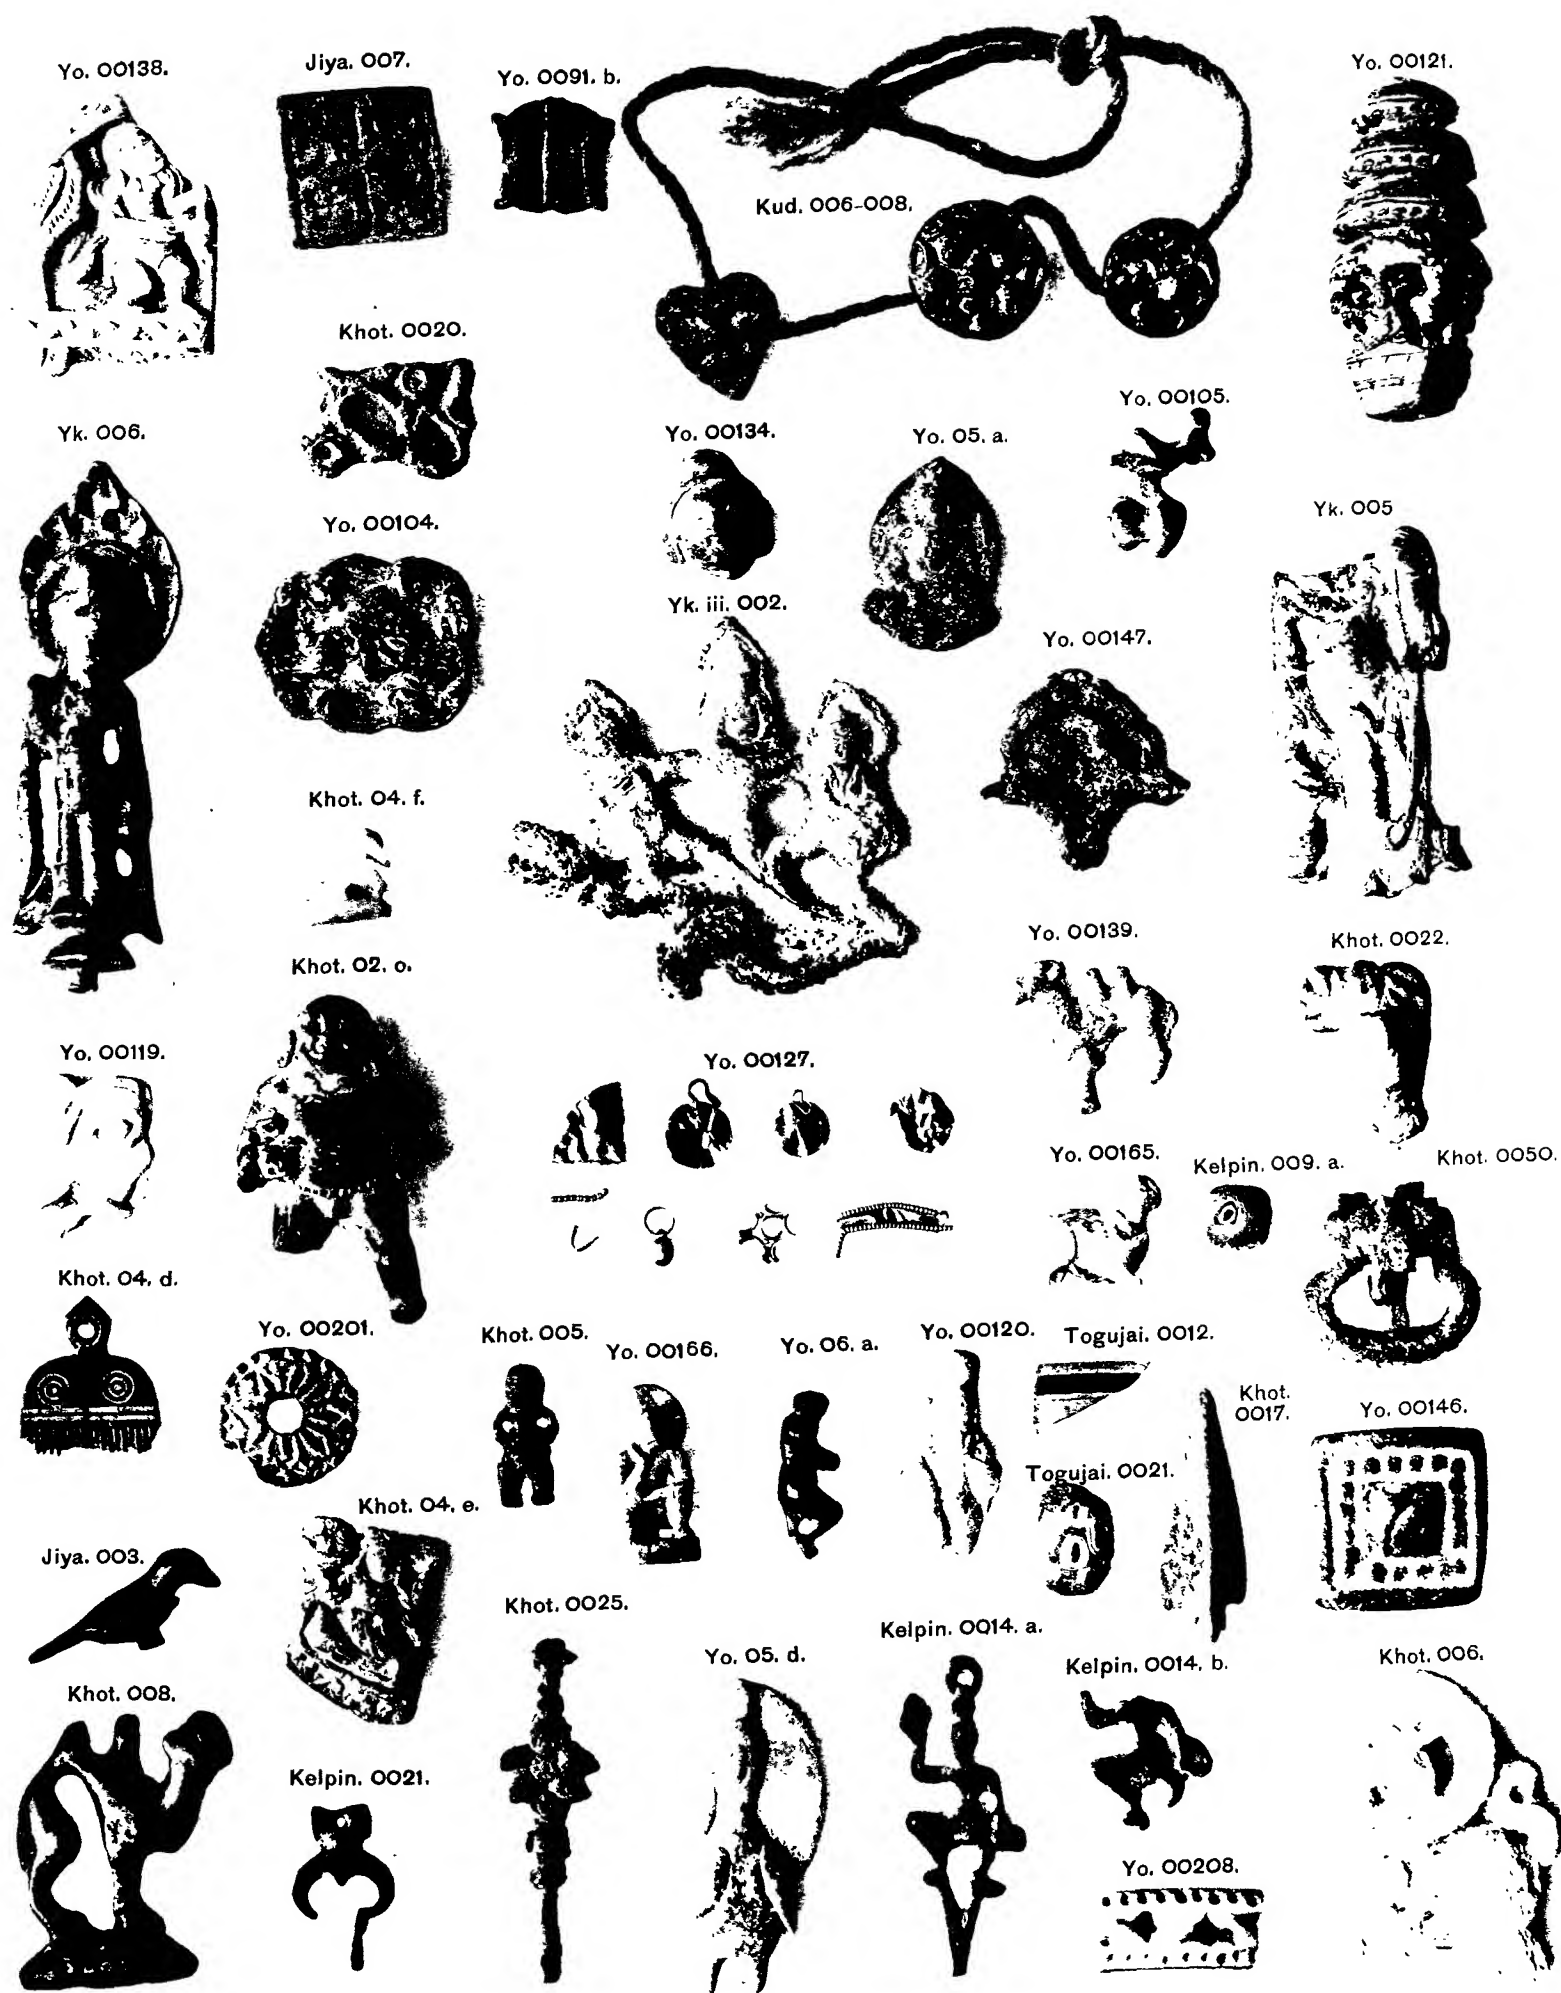 Yo. 00138.
Jiya. 007.
Yo. 0091. b.
Yo. 00121.
Kud. 006-008.
Khot. 0020.
Yo. 00105.
Yk. 006.
Yo. 00134.
Yo. 05. a.
Yo. 00104.
Yk. 005
Yk. iii. 002.
Yo. 00147.
Khot. 04. f.
Yo. 00139.
Khot. 0022.
Khot. 02. o.
Yo. 00119.
Yo. 00127.
Yo. 00165.
Kelpin. 009. a.
Khot. 0050.
Khot. 04. d.
Yo. 00201.
Khot. 005.
Yo. 00166.
Yo. 06. a.
Yo. 00120.
Togujai. 0012.
Khot.
0017.
Yo. 00146.
Togujai. 0021.
Khot. 04. e.
Jiya. 003.
Khot. 0025.
Kelpin. 0014. a.
Yo. 05. d.
Kelpin. 0014. b.
Khot. 006.
Khot. 008.
Kelpin. 0021.
Yo. 00208.